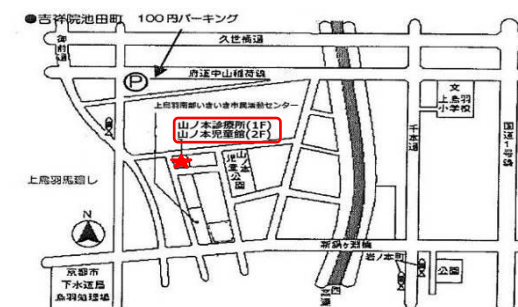 ●吉祥院池田町 100円パーキング
久世橋通
御前通
府道中山稲荷線
P
文
上鳥羽
小学校
上鳥羽南部いきいき市民活動センター
山ノ本診療所(1F)
山ノ本児童館(2F)
千本通
国道1号線
山ノ本
児童公園
上鳥羽馬廻し
N
新鍋ヶ淵橋
岩ノ本町
公園
京都市
下水道局
鳥羽処理場